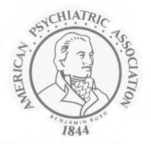 AMERICAN PSYCHIATRIC ASSOCIATION
BENJAMIN RUSH
1844